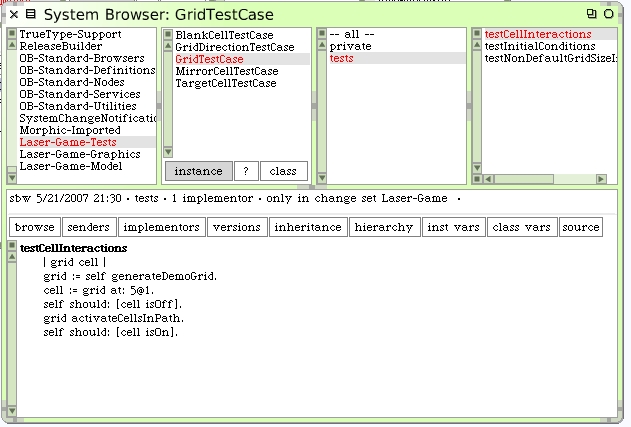 System Browser: GridTestCase
TrueType-Support
ReleaseBuilder
OB-Standard-Browsers
OB-Standard-Definitions
OB-Standard-Nodes
OB-Standard-Services
OB-Standard-Utilities
SystemChangeNotificatio
Morphic-Imported
Laser-Game-Tests
Laser-Game-Graphics
Laser-Game-Model
BlankCellTestCase
GridDirectionTestCase
GridTestCase
MirrorCellTestCase
TargetCellTestCase
instance ? class
-- all --
private
tests
testCellInteractions
testInitialConditions
testNonDefaultGridSizeIn
sbw 5/21/2007 21:30 · tests · 1 implementor · only in change set Laser-Game ·
browse senders implementors versions inheritance hierarchy inst vars class vars source
testCellInteractions
| grid cell |
grid := self generateDemoGrid.
cell := grid at: 5@1.
self should: [cell isOff].
grid activateCellsInPath.
self should: [cell isOn].